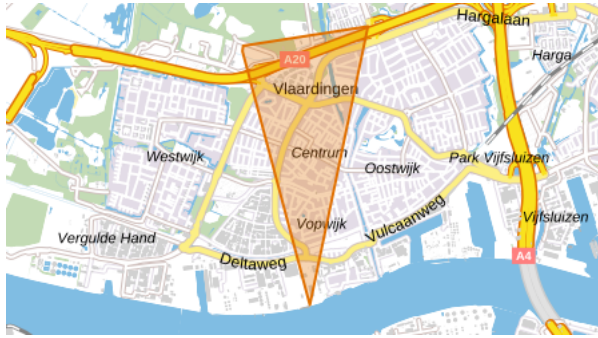 Hargalaan
Harga
A20
Vlaardingen
Westwijk
Centrum
Oostwijk
Park Vijfsluizen
Vopwijk
Vulcaanweg
Vijfsluizen
Vergulde Hand
Deltaweg
A4